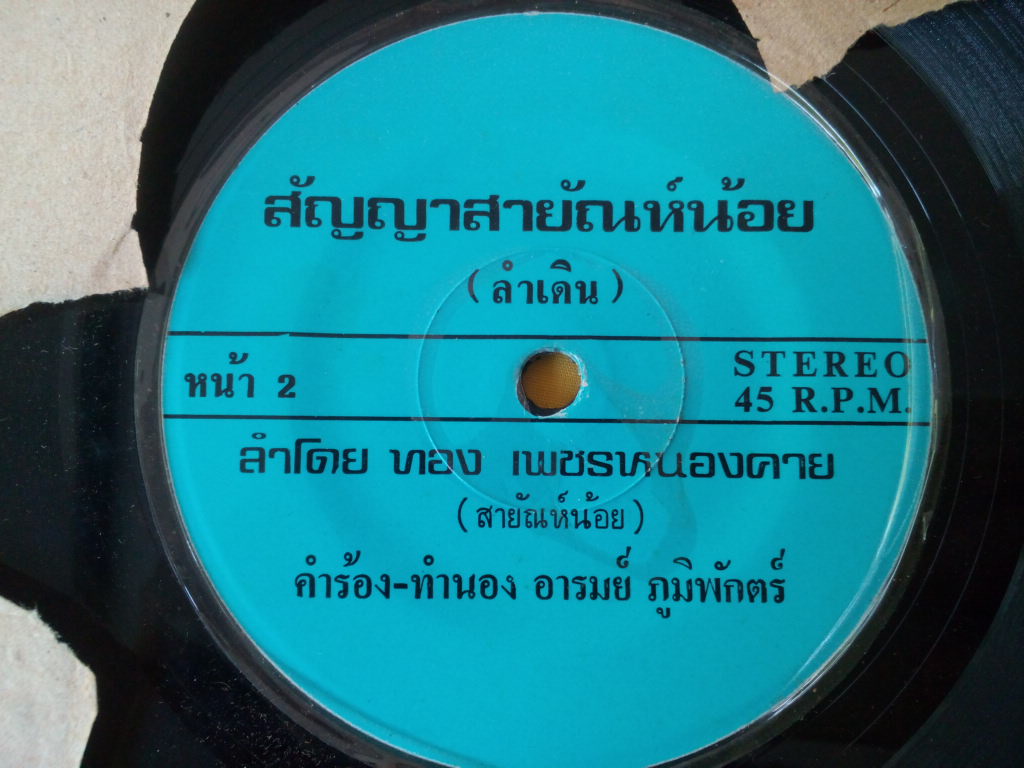 สัญญาสายัณห์น้อย
(ลำเดิน)
หน้า 2
STEREO
45 R.P.M.
ลำโดย ทอง เพชรหนองคาย
(สายัณห์น้อย)
คำร้อง-ทำนอง อารมย์ ภูมิพักตร์